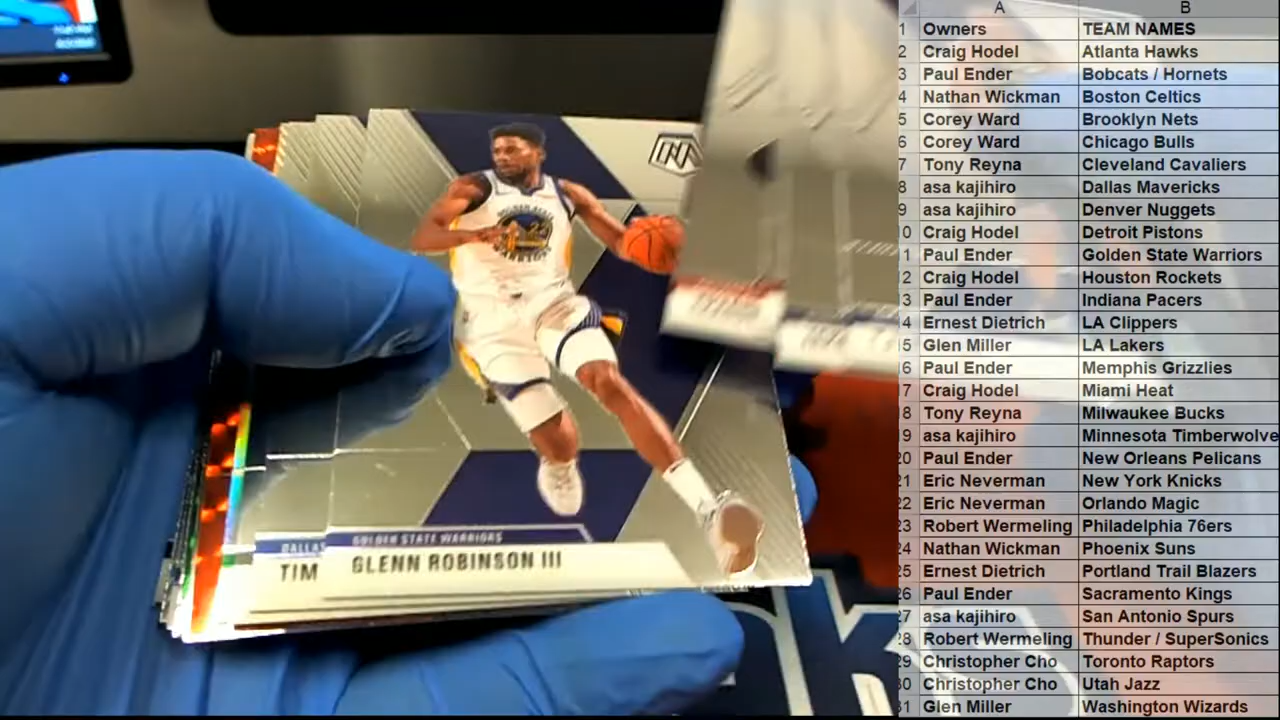 GOLDEN STATE WARRIORS
GLENN ROBINSON III
DALLAS
TIM
A B
1 Owners TEAM NAMES
2 Craig Hodel Atlanta Hawks
3 Paul Ender Bobcats / Hornets
4 Nathan Wickman Boston Celtics
5 Corey Ward Brooklyn Nets
6 Corey Ward Chicago Bulls
7 Tony Reyna Cleveland Cavaliers
8 asa kajihiro Dallas Mavericks
9 asa kajihiro Denver Nuggets
0 Craig Hodel Detroit Pistons
1 Paul Ender Golden State Warriors
2 Craig Hodel Houston Rockets
3 Paul Ender Indiana Pacers
4 Ernest Dietrich LA Clippers
5 Glen Miller LA Lakers
6 Paul Ender Memphis Grizzlies
7 Craig Hodel Miami Heat
8 Tony Reyna Milwaukee Bucks
19 asa kajihiro Minnesota Timberwolve
20 Paul Ender New Orleans Pelicans
21 Eric Neverman New York Knicks
22 Eric Neverman Orlando Magic
23 Robert Wermeling Philadelphia 76ers
24 Nathan Wickman Phoenix Suns
25 Ernest Dietrich Portland Trail Blazers
26 Paul Ender Sacramento Kings
27 asa kajihiro San Antonio Spurs
28 Robert Wermeling Thunder / SuperSonics
29 Christopher Cho Toronto Raptors
30 Christopher Cho Utah Jazz
31 Glen Miller Washington Wizards